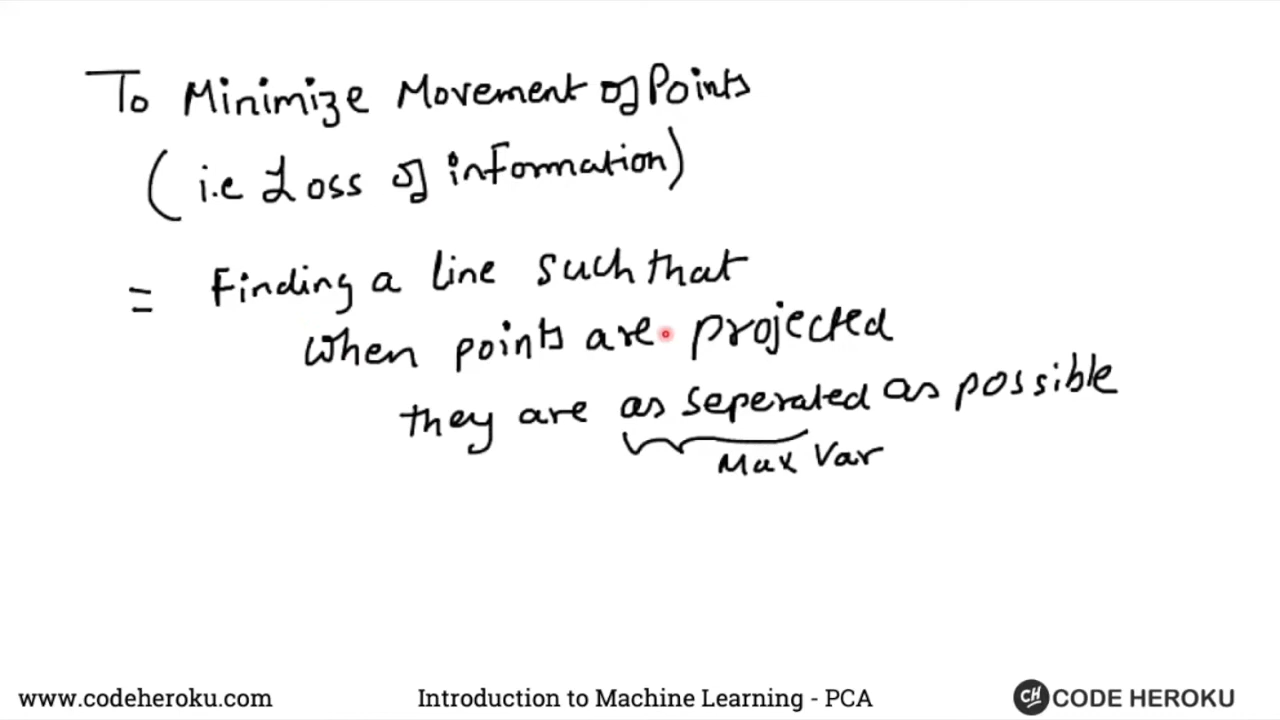 To Minimize Movement of Points
(i.e Loss of information)
= Finding a line such that
when points are projected
they are as seperated as possible
Max Var
www.codeheroku.com
Introduction to Machine Learning - PCA
CH CODE HEROKU